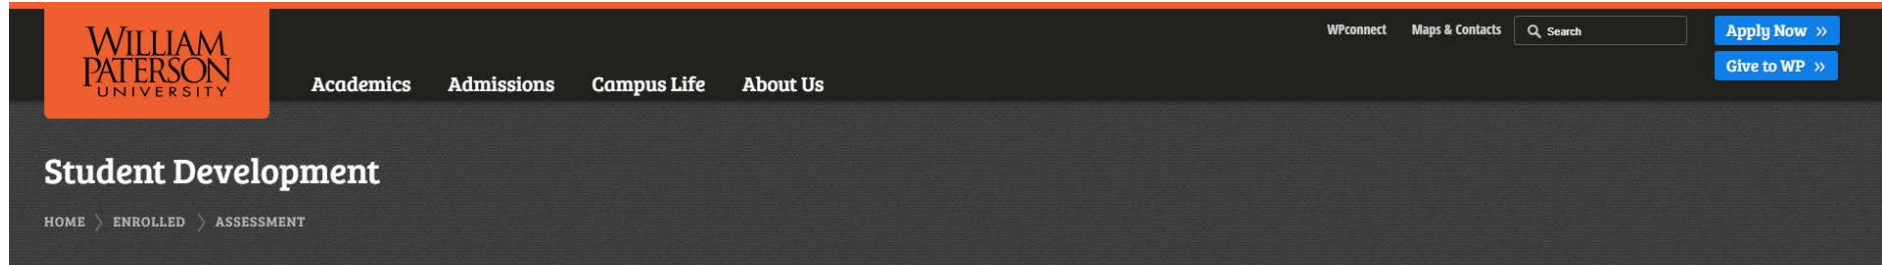 WILLIAM
PATERSON
UNIVERSITY
WPconnect Maps & Contacts Search Apply Now »
Give to WP »
Academics Admissions Campus Life About Us
Student Development
HOME 〉 ENROLLED 〉 ASSESSMENT